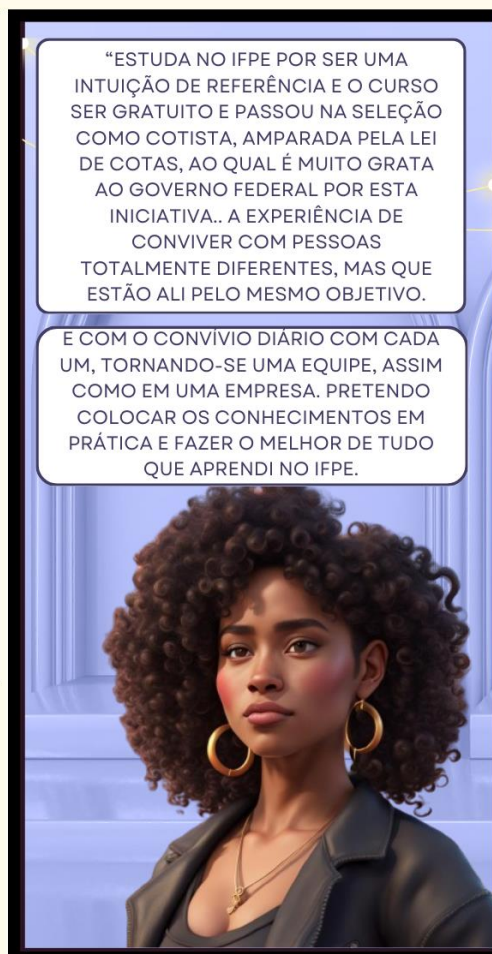 “ESTUDA NO IFPE POR SER UMA
INTUIÇÃO DE REFERÊNCIA E O CURSO
SER GRATUITO E PASSOU NA SELEÇÃO
COMO COTISTA, AMPARADA PELA LEI
DE COTAS, AO QUAL É MUITO GRATA
AO GOVERNO FEDERAL POR ESTA
INICIATIVA.. A EXPERIÊNCIA DE
CONVIVER COM PESSOAS
TOTALMENTE DIFERENTES, MAS QUE
ESTÃO ALI PELO MESMO OBJETIVO.
E COM O CONVÍVIO DIÁRIO COM CADA
UM, TORNANDO-SE UMA EQUIPE, ASSIM
COMO EM UMA EMPRESA. PRETENDO
COLOCAR OS CONHECIMENTOS EM
PRÁTICA E FAZER O MELHOR DE TUDO
QUE APRENDI NO IFPE.